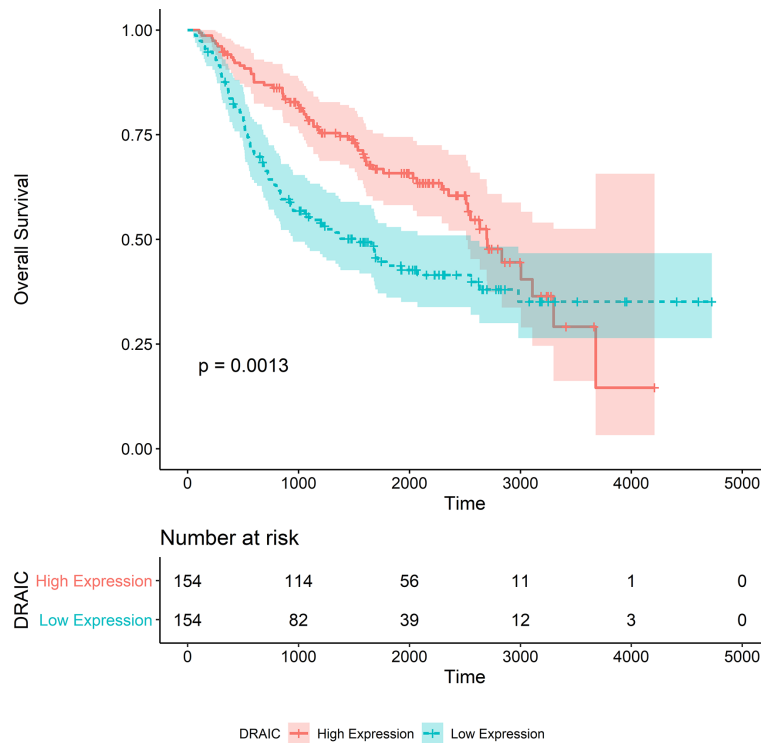 1.00
0.75
0.50
0.25
0.00
Overall Survival
p = 0.0013
0 1000 2000 3000 4000 5000
Time
Number at risk
DRAIC
High Expression 154 114 56 11 1 0
Low Expression 154 82 39 12 3 0
0 1000 2000 3000 4000 5000
Time
DRAIC High Expression Low Expression